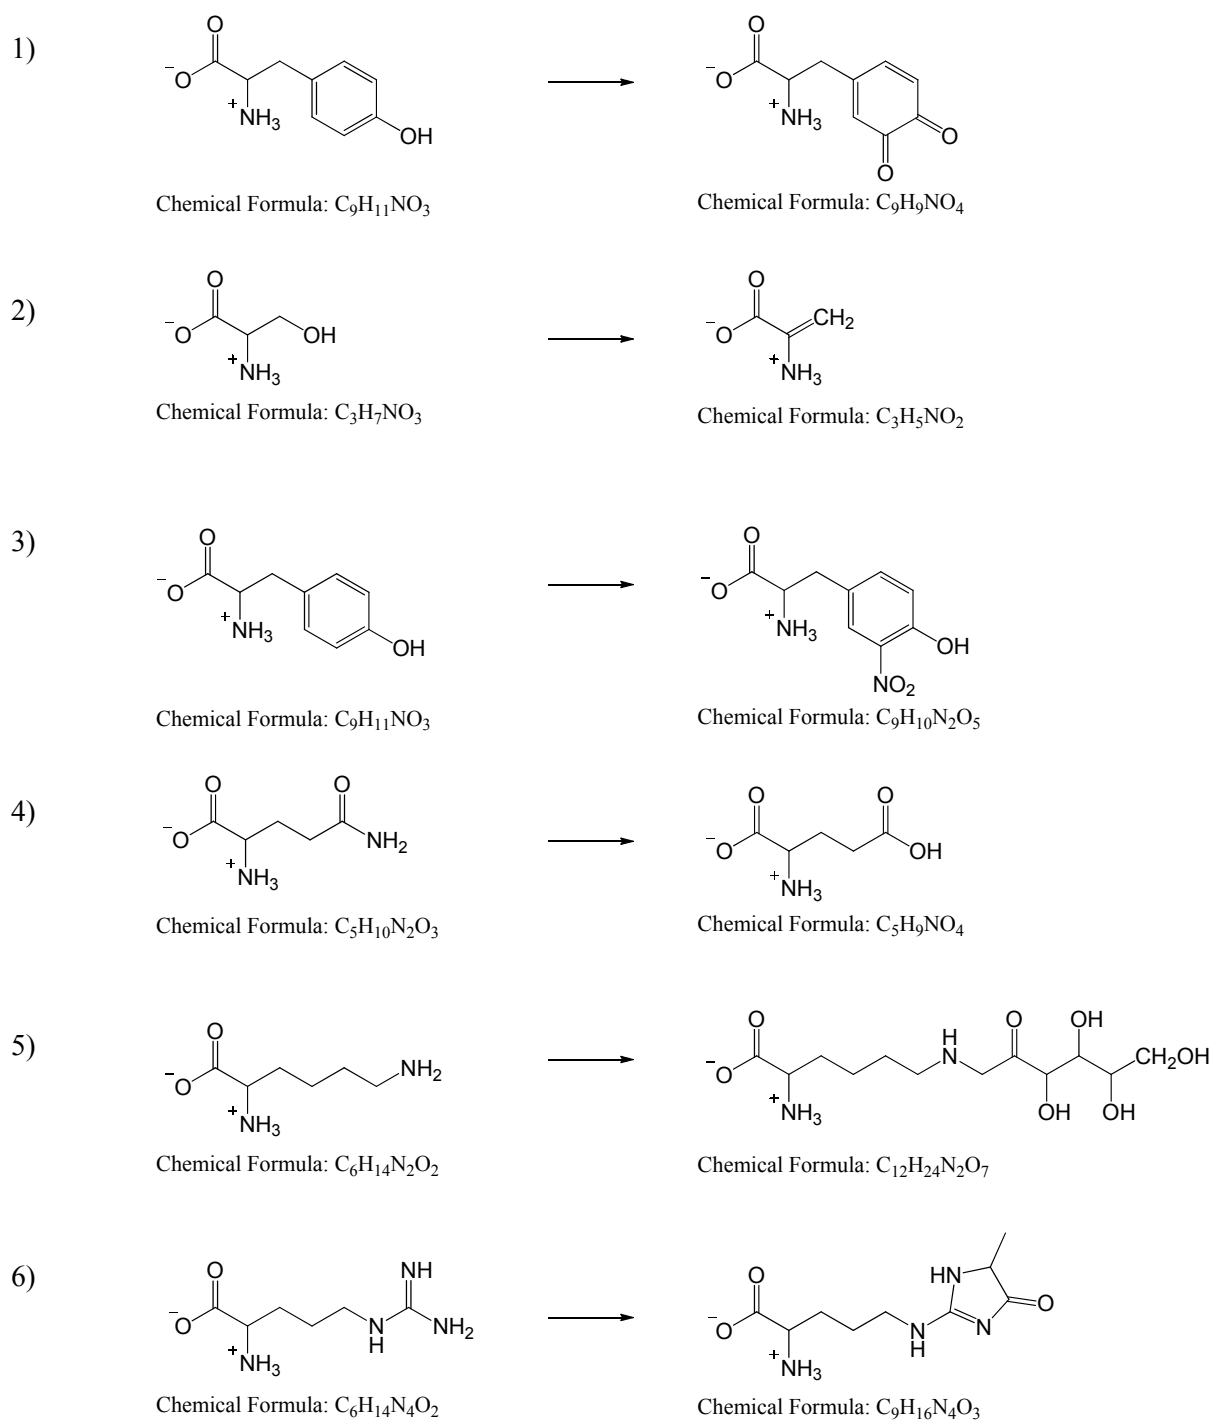 1)
O
⁻O
⁺NH₃
OH
Chemical Formula: C₉H₁₁NO₃
O
⁻O
⁺NH₃
O
O
Chemical Formula: C₉H₉NO₄
2)
O
⁻O
OH
⁺NH₃
Chemical Formula: C₃H₇NO₃
O
⁻O
CH₂
⁺NH₃
Chemical Formula: C₃H₅NO₂
3)
O
⁻O
⁺NH₃
OH
Chemical Formula: C₉H₁₁NO₃
O
⁻O
⁺NH₃
OH
NO₂
Chemical Formula: C₉H₁₀N₂O₅
4)
O
O
⁻O
NH₂
⁺NH₃
Chemical Formula: C₅H₁₀N₂O₃
O
O
⁻O
OH
⁺NH₃
Chemical Formula: C₅H₉NO₄
5)
O
⁻O
NH₂
⁺NH₃
Chemical Formula: C₆H₁₄N₂O₂
O
H
N
O
OH
CH₂OH
⁻O
⁺NH₃
OH
OH
Chemical Formula: C₁₂H₂₄N₂O₇
6)
O
NH
⁻O
N
H
NH₂
⁺NH₃
Chemical Formula: C₆H₁₄N₄O₂
O
HN
O
⁻O
N
H
N
⁺NH₃
Chemical Formula: C₉H₁₆N₄O₃